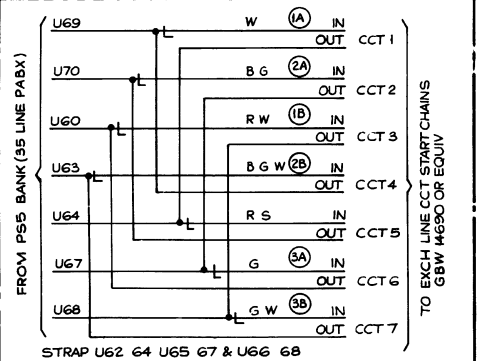 FROM PS5 BANK (35 LINE PABX)
U69 W 1A IN
OUT CCT 1
U70 B G 2A IN
OUT CCT 2
U60 R W 1B IN
OUT CCT 3
U63 B G W 2B IN
OUT CCT 4
U64 R S IN
OUT CCT 5
U67 G 3A IN
OUT CCT 6
U68 G W 3B IN
OUT CCT 7
TO EXCH LINE CCT START CHAINS
GBW 14690 OR EQUIV
STRAP U62 64 U65 67 & U66 68